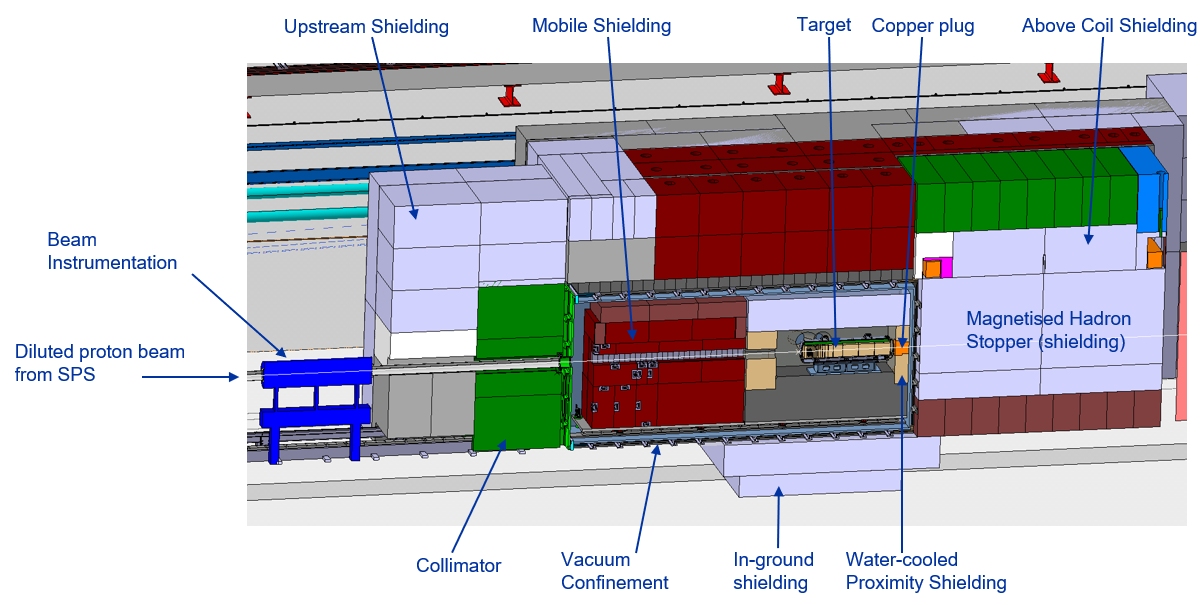 Upstream Shielding
Mobile Shielding
Target
Copper plug
Above Coil Shielding
Beam
Instrumentation
Diluted proton beam
from SPS
Magnetised Hadron
Stopper (shielding)
Collimator
Vacuum
Confinement
In-ground
shielding
Water-cooled
Proximity Shielding